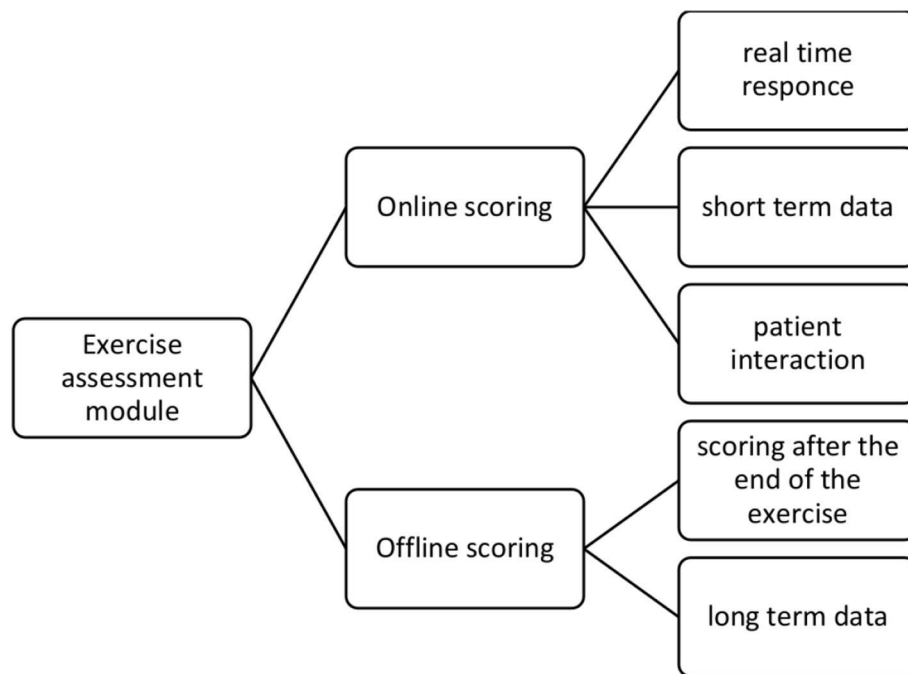 real time
responce
Online scoring
short term data
patient
interaction
Exercise
assessment
module
scoring after the
end of the
exercise
Offline scoring
long term data